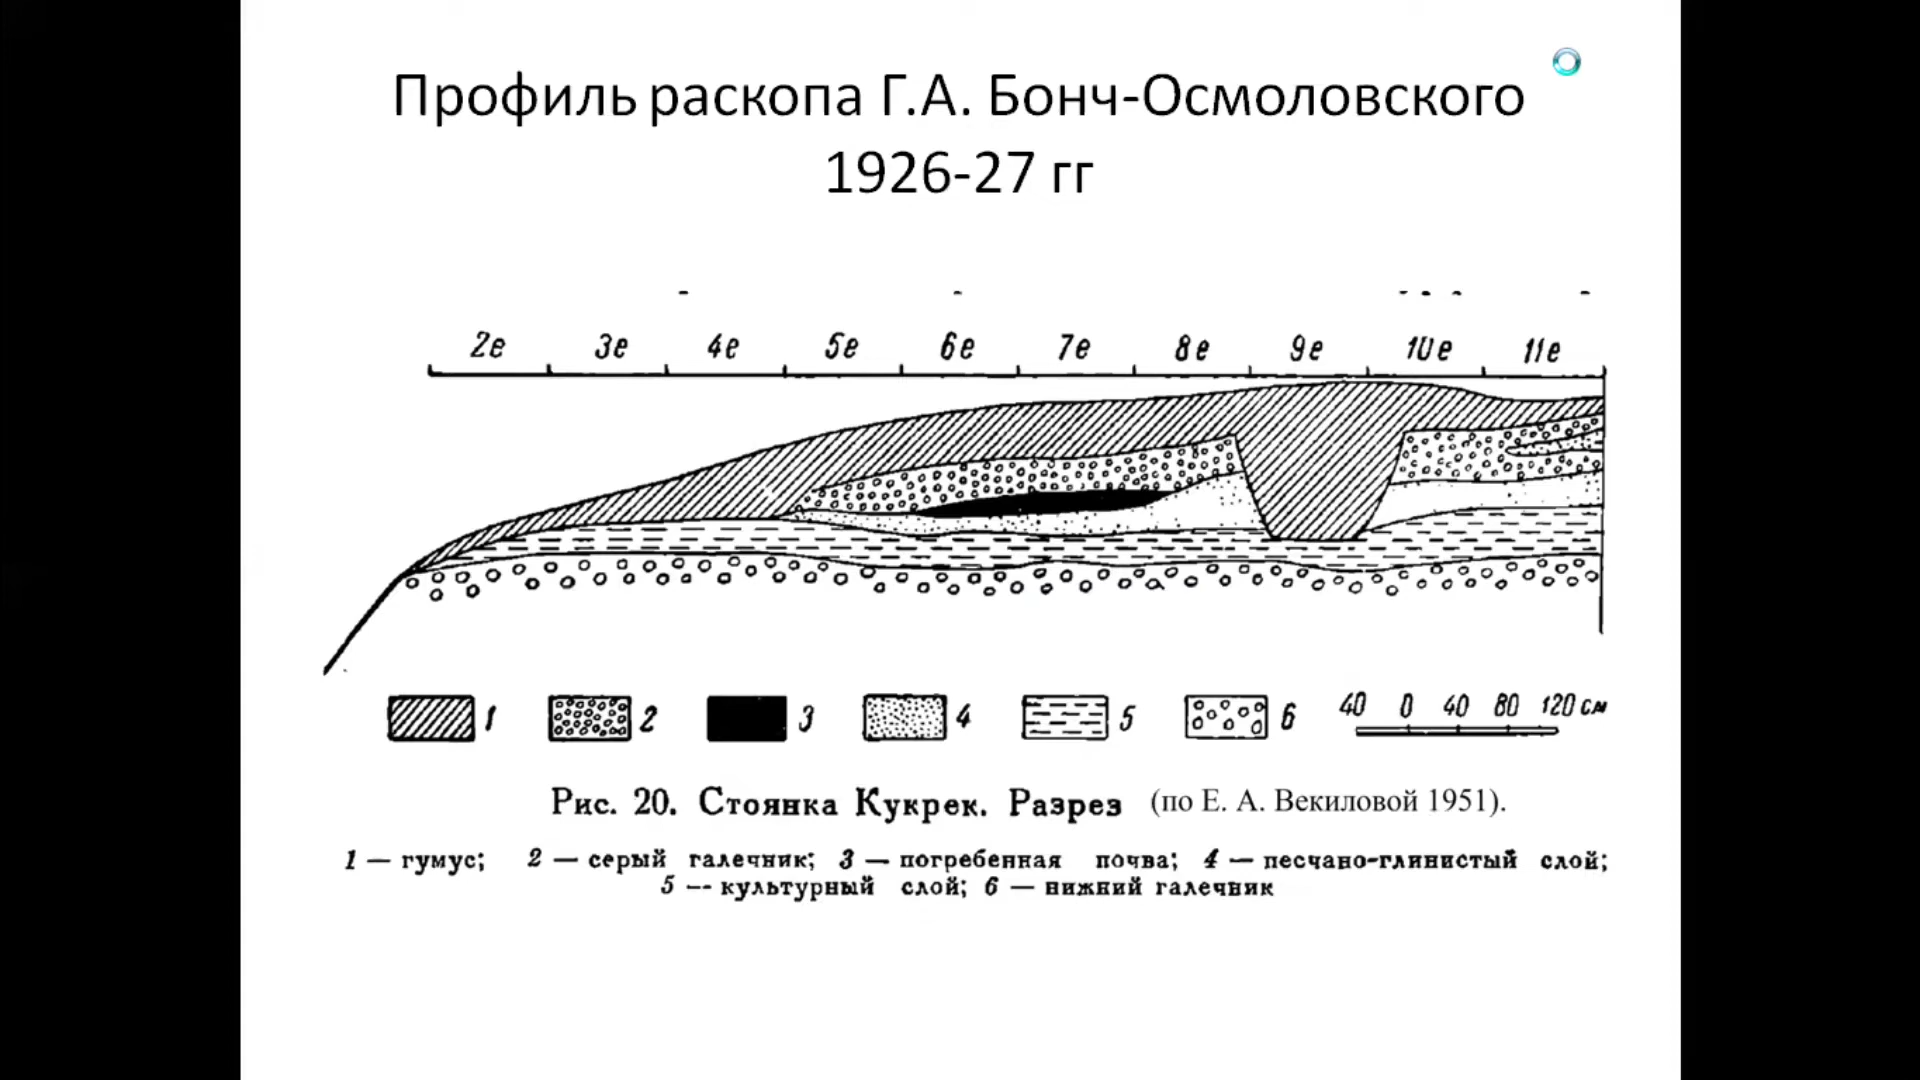 Профиль раскопа Г.А. Бонч-Осмоловского
1926-27 гг
2е 3е 4е 5е 6е 7е 8е 9е 10е 11е
1 2 3 4 5 6 40 0 40 80 120 см
Рис. 20. Стоянка Кукрек. Разрез (по Е. А. Векиловой 1951).
1 — гумус; 2 — серый галечник; 3 — погребенная почва; 4 — песчано-глинистый слой;
5 — культурный слой; 6 — нижний галечник